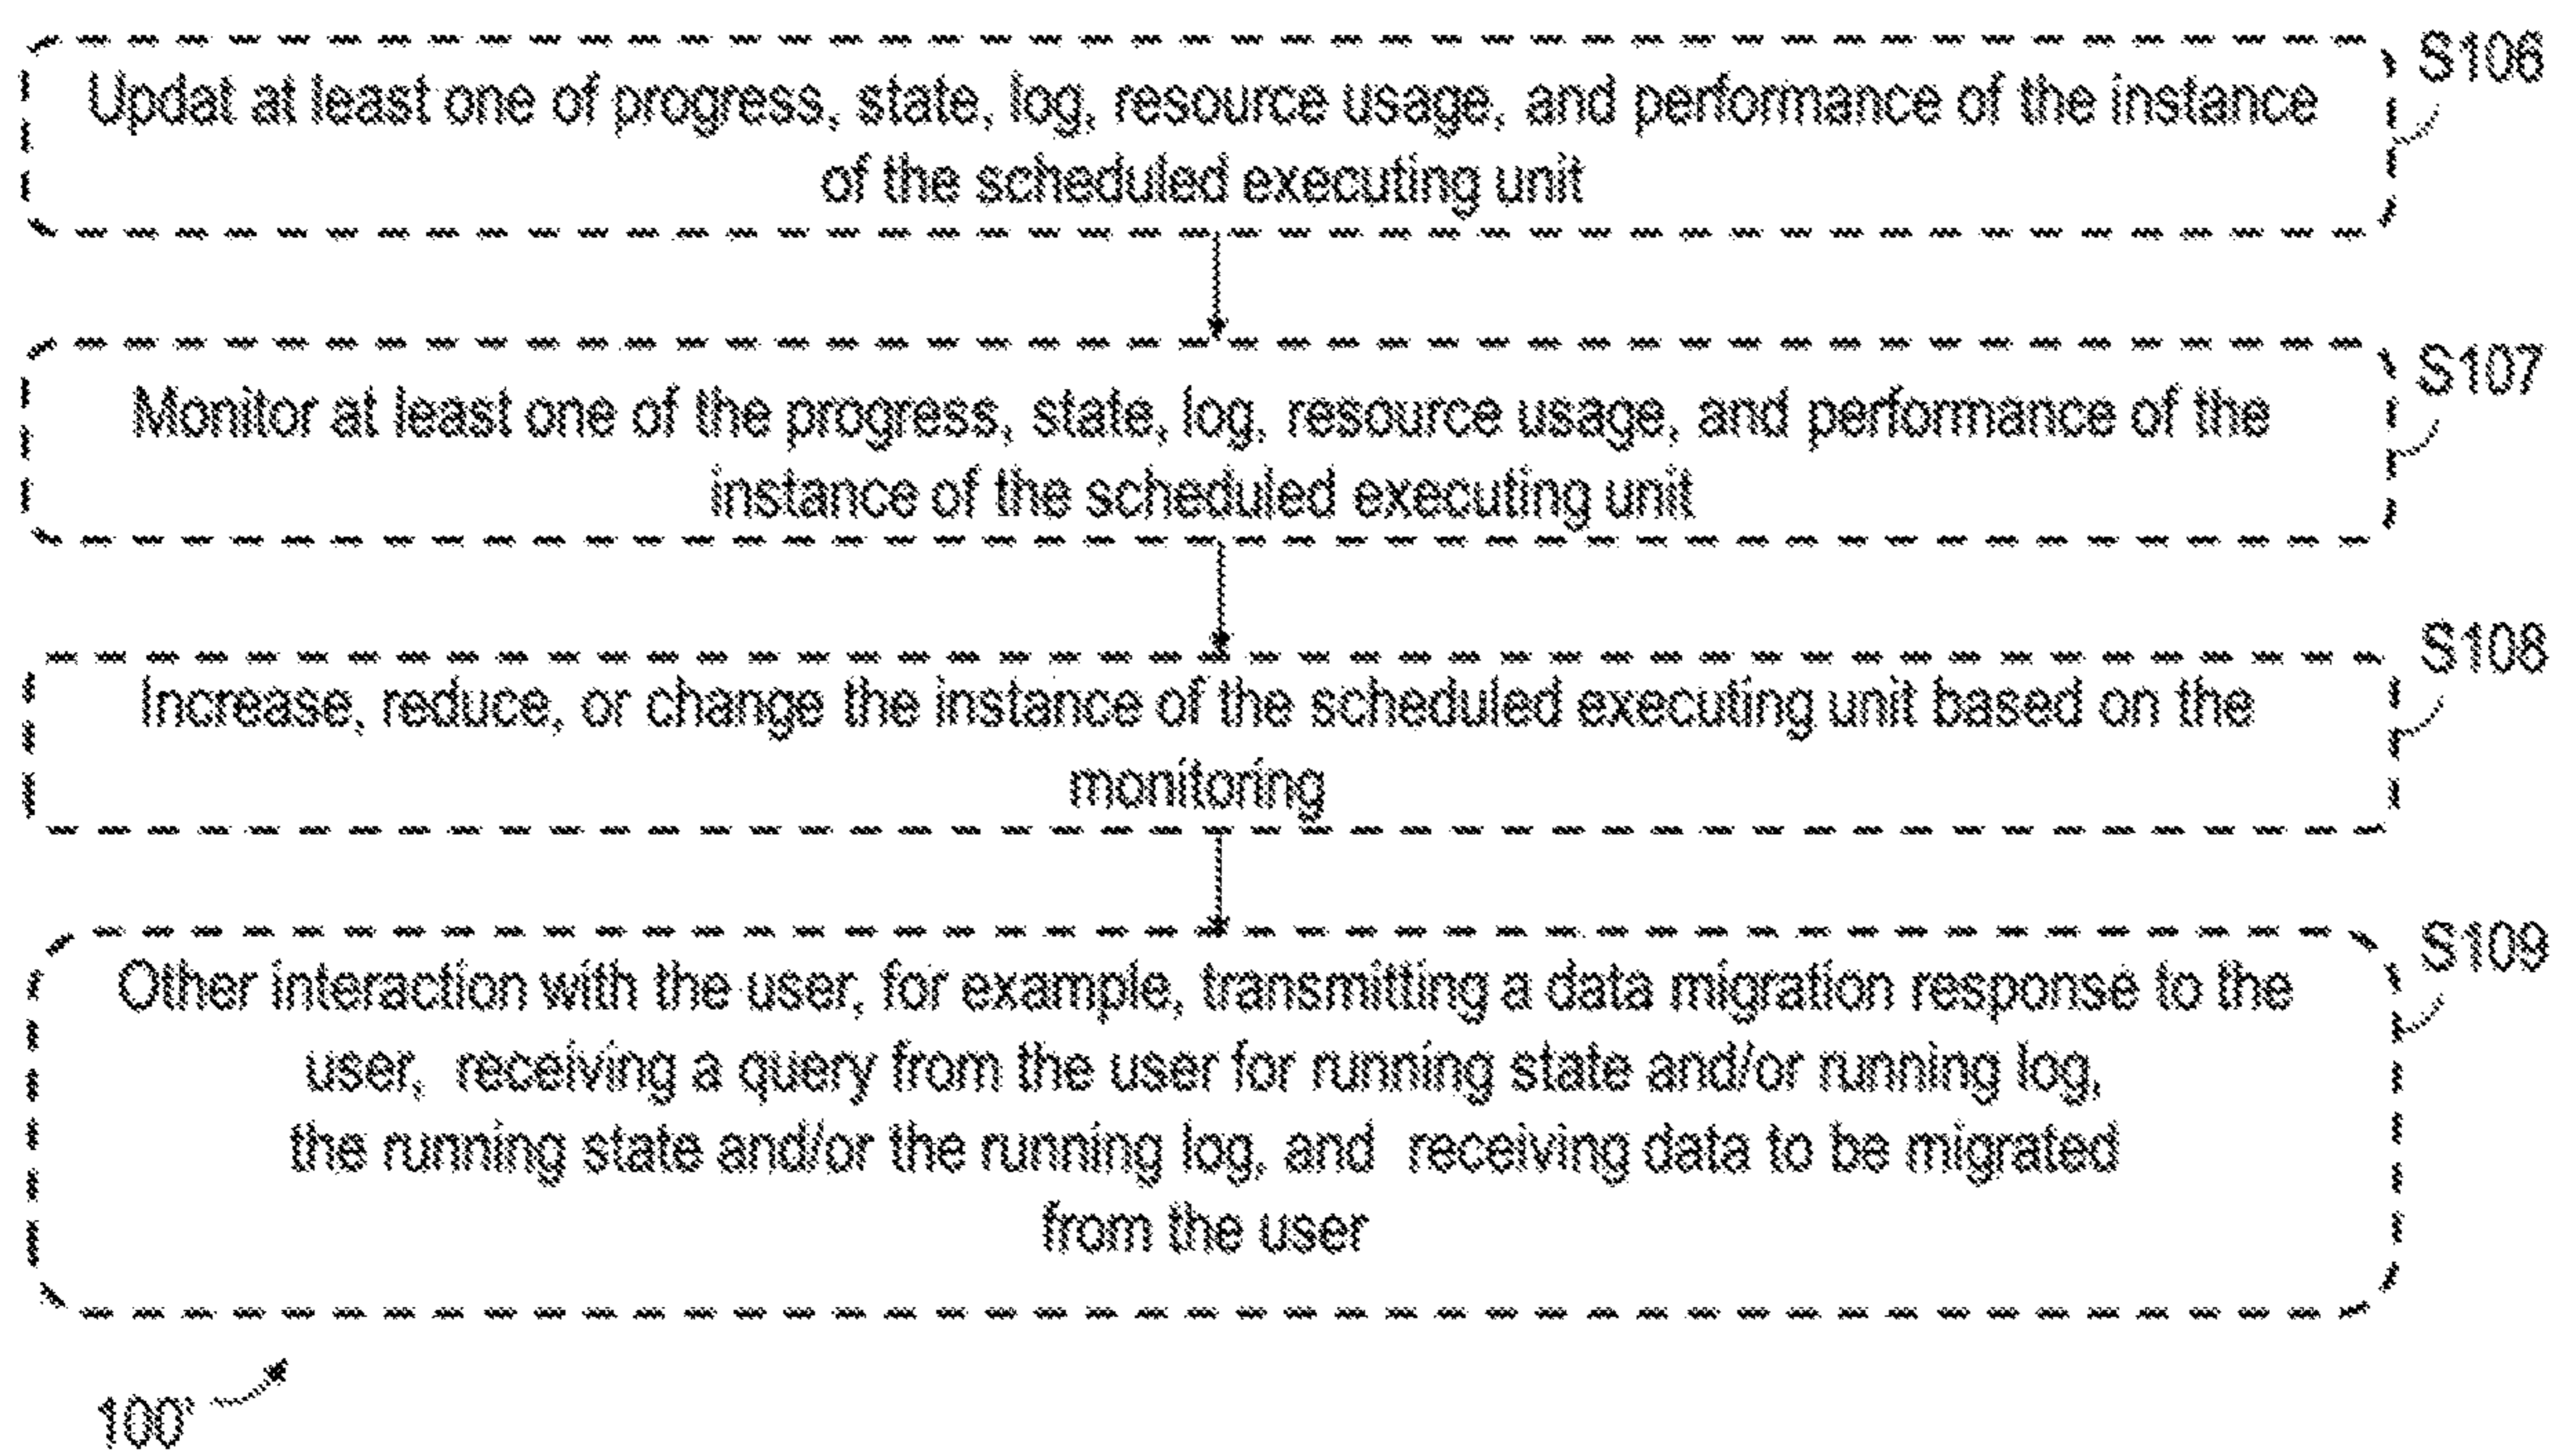 S106
Updat at least one of progress, state, log, resource usage, and performance of the instance
of the scheduled executing unit
S107
Monitor at least one of the progress, state, log, resource usage, and performance of the
instance of the scheduled executing unit
S108
Increase, reduce, or change the instance of the scheduled executing unit based on the
monitoring
S109
Other interaction with the user, for example, transmitting a data migration response to the
user, receiving a query from the user for running state and/or running log,
the running state and/or the running log, and receiving data to be migrated
from the user
100'